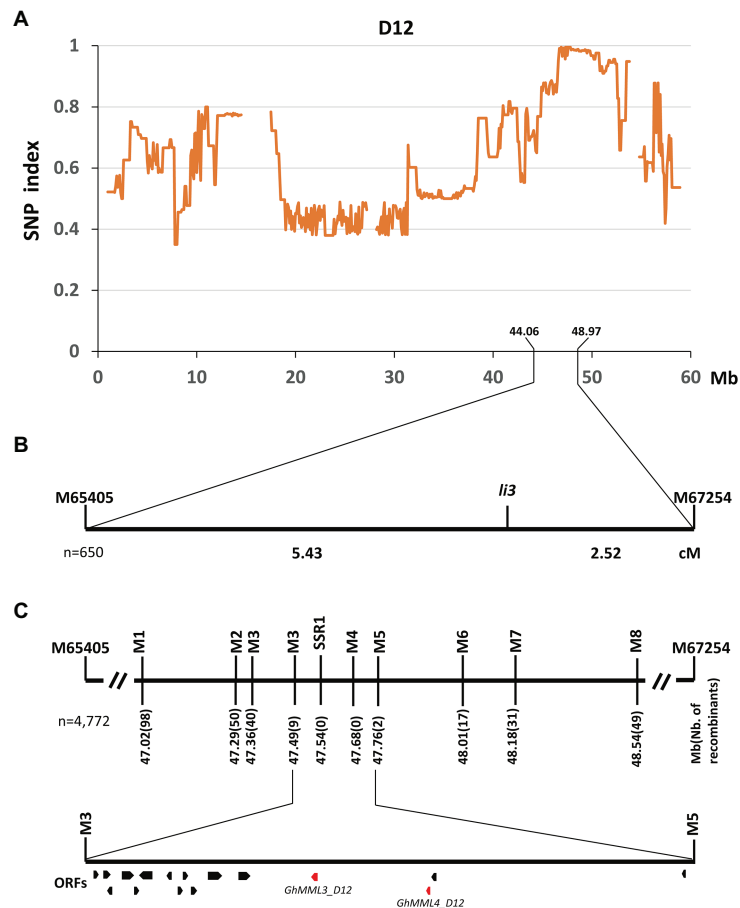 A
D12
SNP index
1
0.8
0.6
0.4
0.2
0
44.06 48.97
0 10 20 30 40 50 60 Mb
B
M65405 li3 M67254
n=650 5.43 2.52 cM
C
M65405 M1 M2 M3 M3 SSR1 M4 M5 M6 M7 M8 M67254
n=4,772 47.02(98) 47.29(50) 47.36(40) 47.49(9) 47.54(0) 47.68(0) 47.76(2) 48.01(17) 48.18(31) 48.54(49) Mb(Nb. of
recombinants)
M3 M5
ORFs
GhMML3_D12
GhMML4_D12